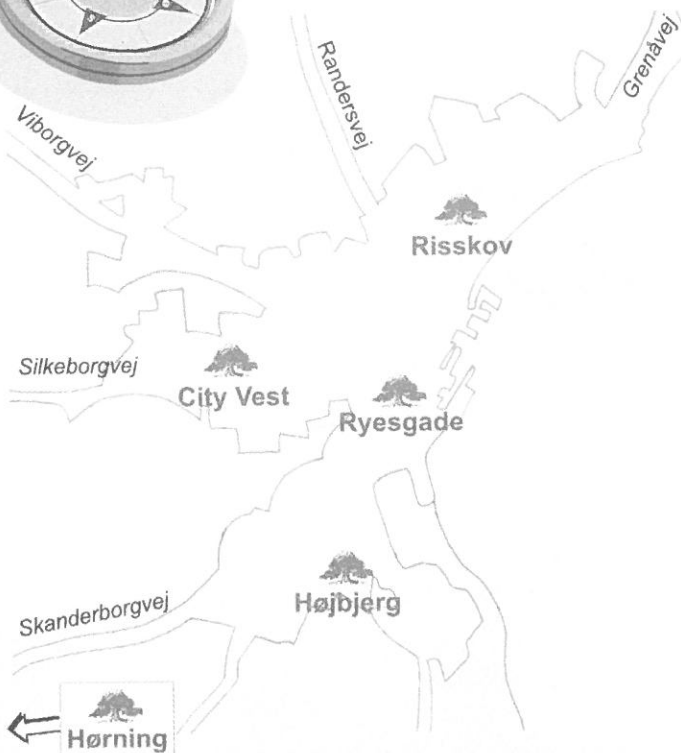 Grenåvej
Randersvej
Viborgvej
Risskov
Silkeborgvej
City Vest
Ryesgade
Højbjerg
Skanderborgvej
Hørning